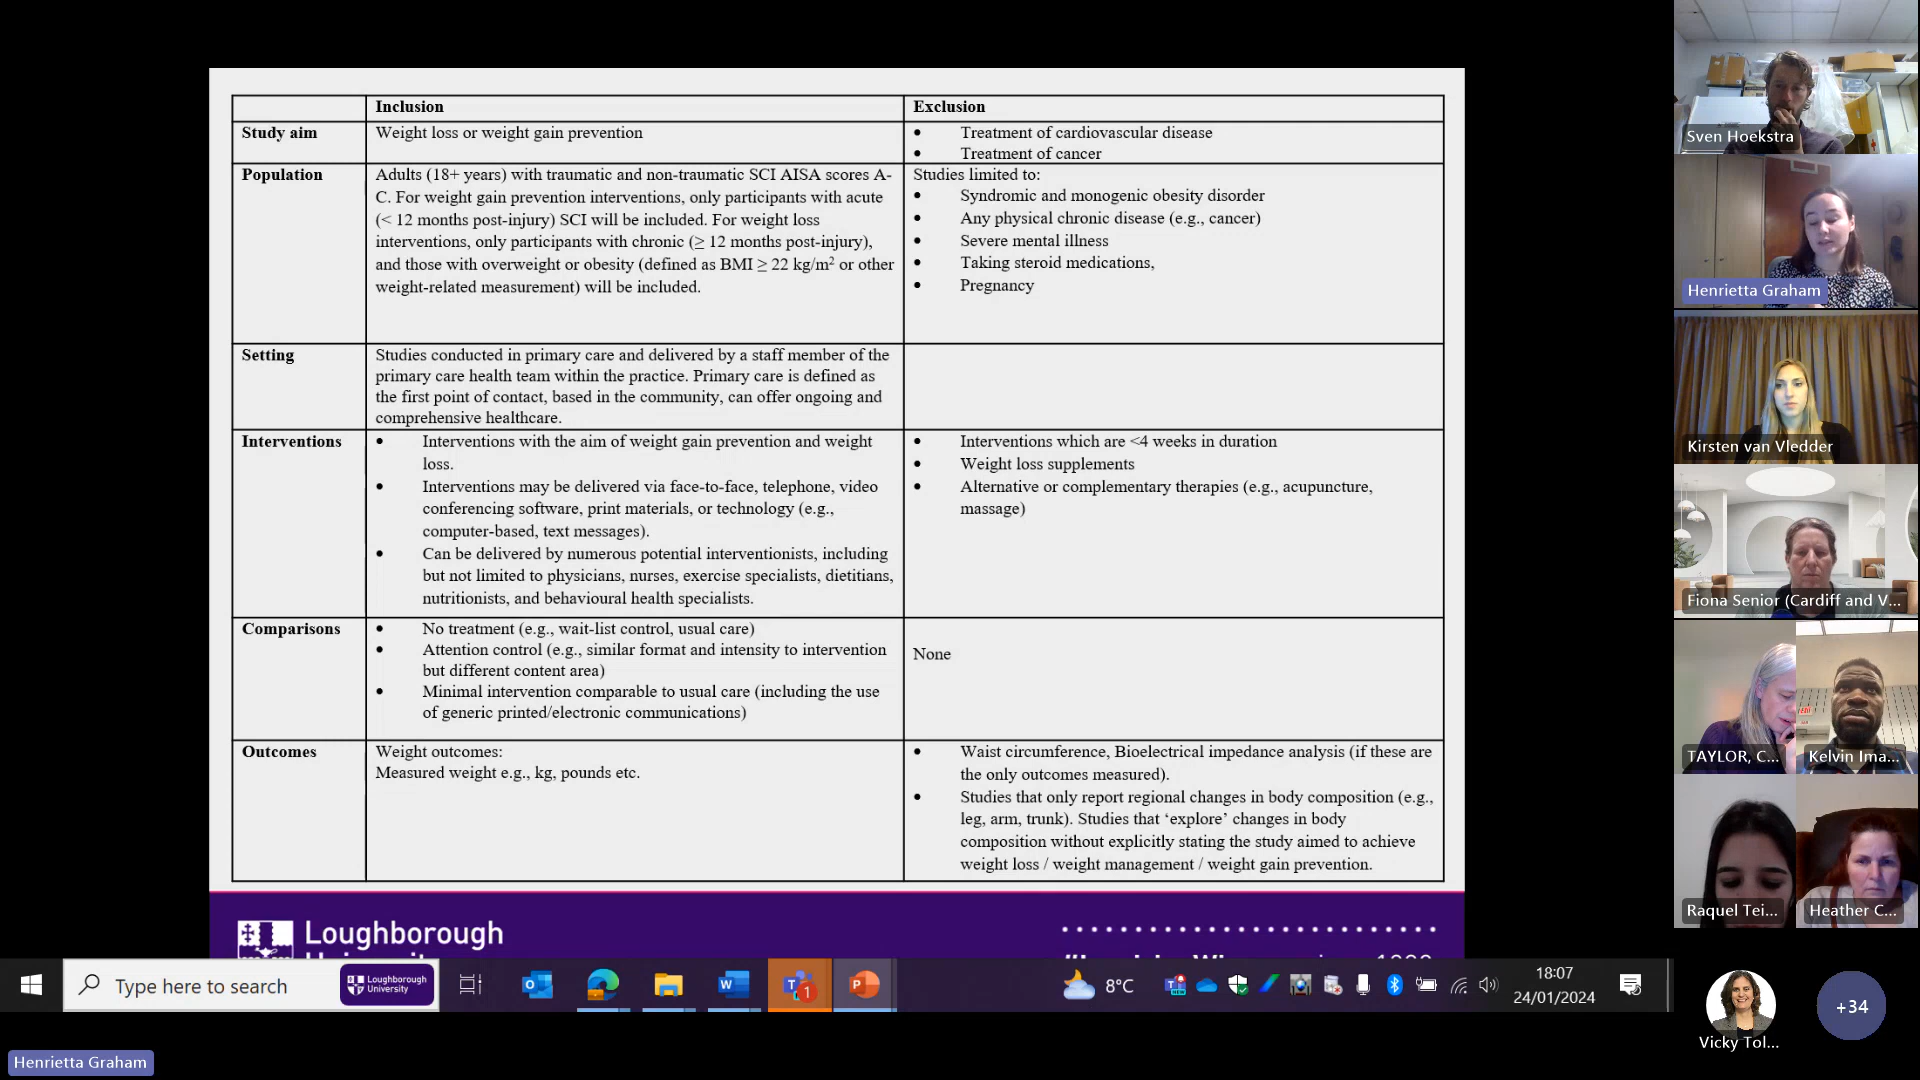 Inclusion
Exclusion
Study aim
Weight loss or weight gain prevention
• Treatment of cardiovascular disease
• Treatment of cancer
Population
Adults (18+ years) with traumatic and non-traumatic SCI AISA scores A-
C. For weight gain prevention interventions, only participants with acute
(< 12 months post-injury) SCI will be included. For weight loss
interventions, only participants with chronic (≥ 12 months post-injury),
and those with overweight or obesity (defined as BMI ≥ 22 kg/m² or other
weight-related measurement) will be included.
Studies limited to:
• Syndromic and monogenic obesity disorder
• Any physical chronic disease (e.g., cancer)
• Severe mental illness
• Taking steroid medications,
• Pregnancy
Setting
Studies conducted in primary care and delivered by a staff member of the
primary care health team within the practice. Primary care is defined as
the first point of contact, based in the community, can offer ongoing and
comprehensive healthcare.
Interventions
• Interventions with the aim of weight gain prevention and weight
loss.
• Interventions may be delivered via face-to-face, telephone, video
conferencing software, print materials, or technology (e.g.,
computer-based, text messages).
• Can be delivered by numerous potential interventionists, including
but not limited to physicians, nurses, exercise specialists, dietitians,
nutritionists, and behavioural health specialists.
• Interventions which are <4 weeks in duration
• Weight loss supplements
• Alternative or complementary therapies (e.g., acupuncture,
massage)
Comparisons
• No treatment (e.g., wait-list control, usual care)
• Attention control (e.g., similar format and intensity to intervention
but different content area)
• Minimal intervention comparable to usual care (including the use
of generic printed/electronic communications)
None
Outcomes
Weight outcomes:
Measured weight e.g., kg, pounds etc.
• Waist circumference, Bioelectrical impedance analysis (if these are
the only outcomes measured).
• Studies that only report regional changes in body composition (e.g.,
leg, arm, trunk). Studies that ‘explore’ changes in body
composition without explicitly stating the study aimed to achieve
weight loss / weight management / weight gain prevention.
Loughborough
Type here to search
Loughborough
University
1
8°C
18:07
24/01/2024
Sven Hoekstra
Henrietta Graham
Kirsten van Vledder
Fiona Senior (Cardiff and V...
TAYLOR, C...
Kelvin Ima...
Raquel Tei...
Heather C...
Vicky Tol...
+34
Henrietta Graham